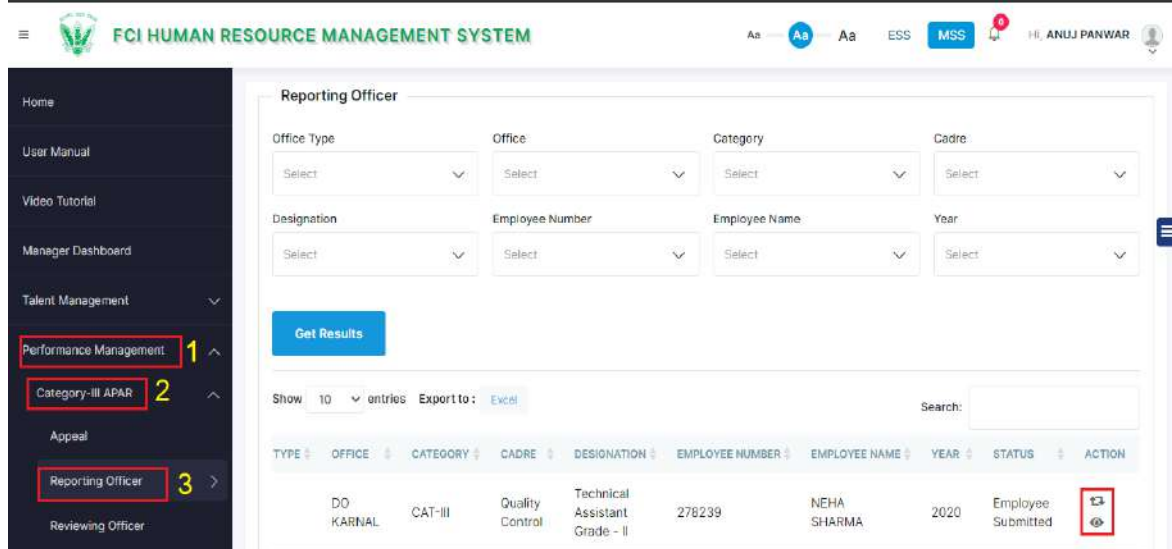 FCI HUMAN RESOURCE MANAGEMENT SYSTEM
Aa Aa Aa ESS MSS 0 Hi, ANUJ PANWAR
Home
User Manual
Video Tutorial
Manager Dashboard
Talent Management
Performance Management 1
Category-III APAR 2
Appeal
Reporting Officer 3
Reviewing Officer
Reporting Officer
Office Type Office Category Cadre
Select Select Select Select
Designation Employee Number Employee Name Year
Select Select Select Select
Get Results
Show 10 entries Export to : Excel Search:
TYPE OFFICE CATEGORY CADRE DESIGNATION EMPLOYEE NUMBER EMPLOYEE NAME YEAR STATUS ACTION
DO KARNAL CAT-III Quality Control Technical Assistant Grade - II 278239 NEHA SHARMA 2020 Employee Submitted